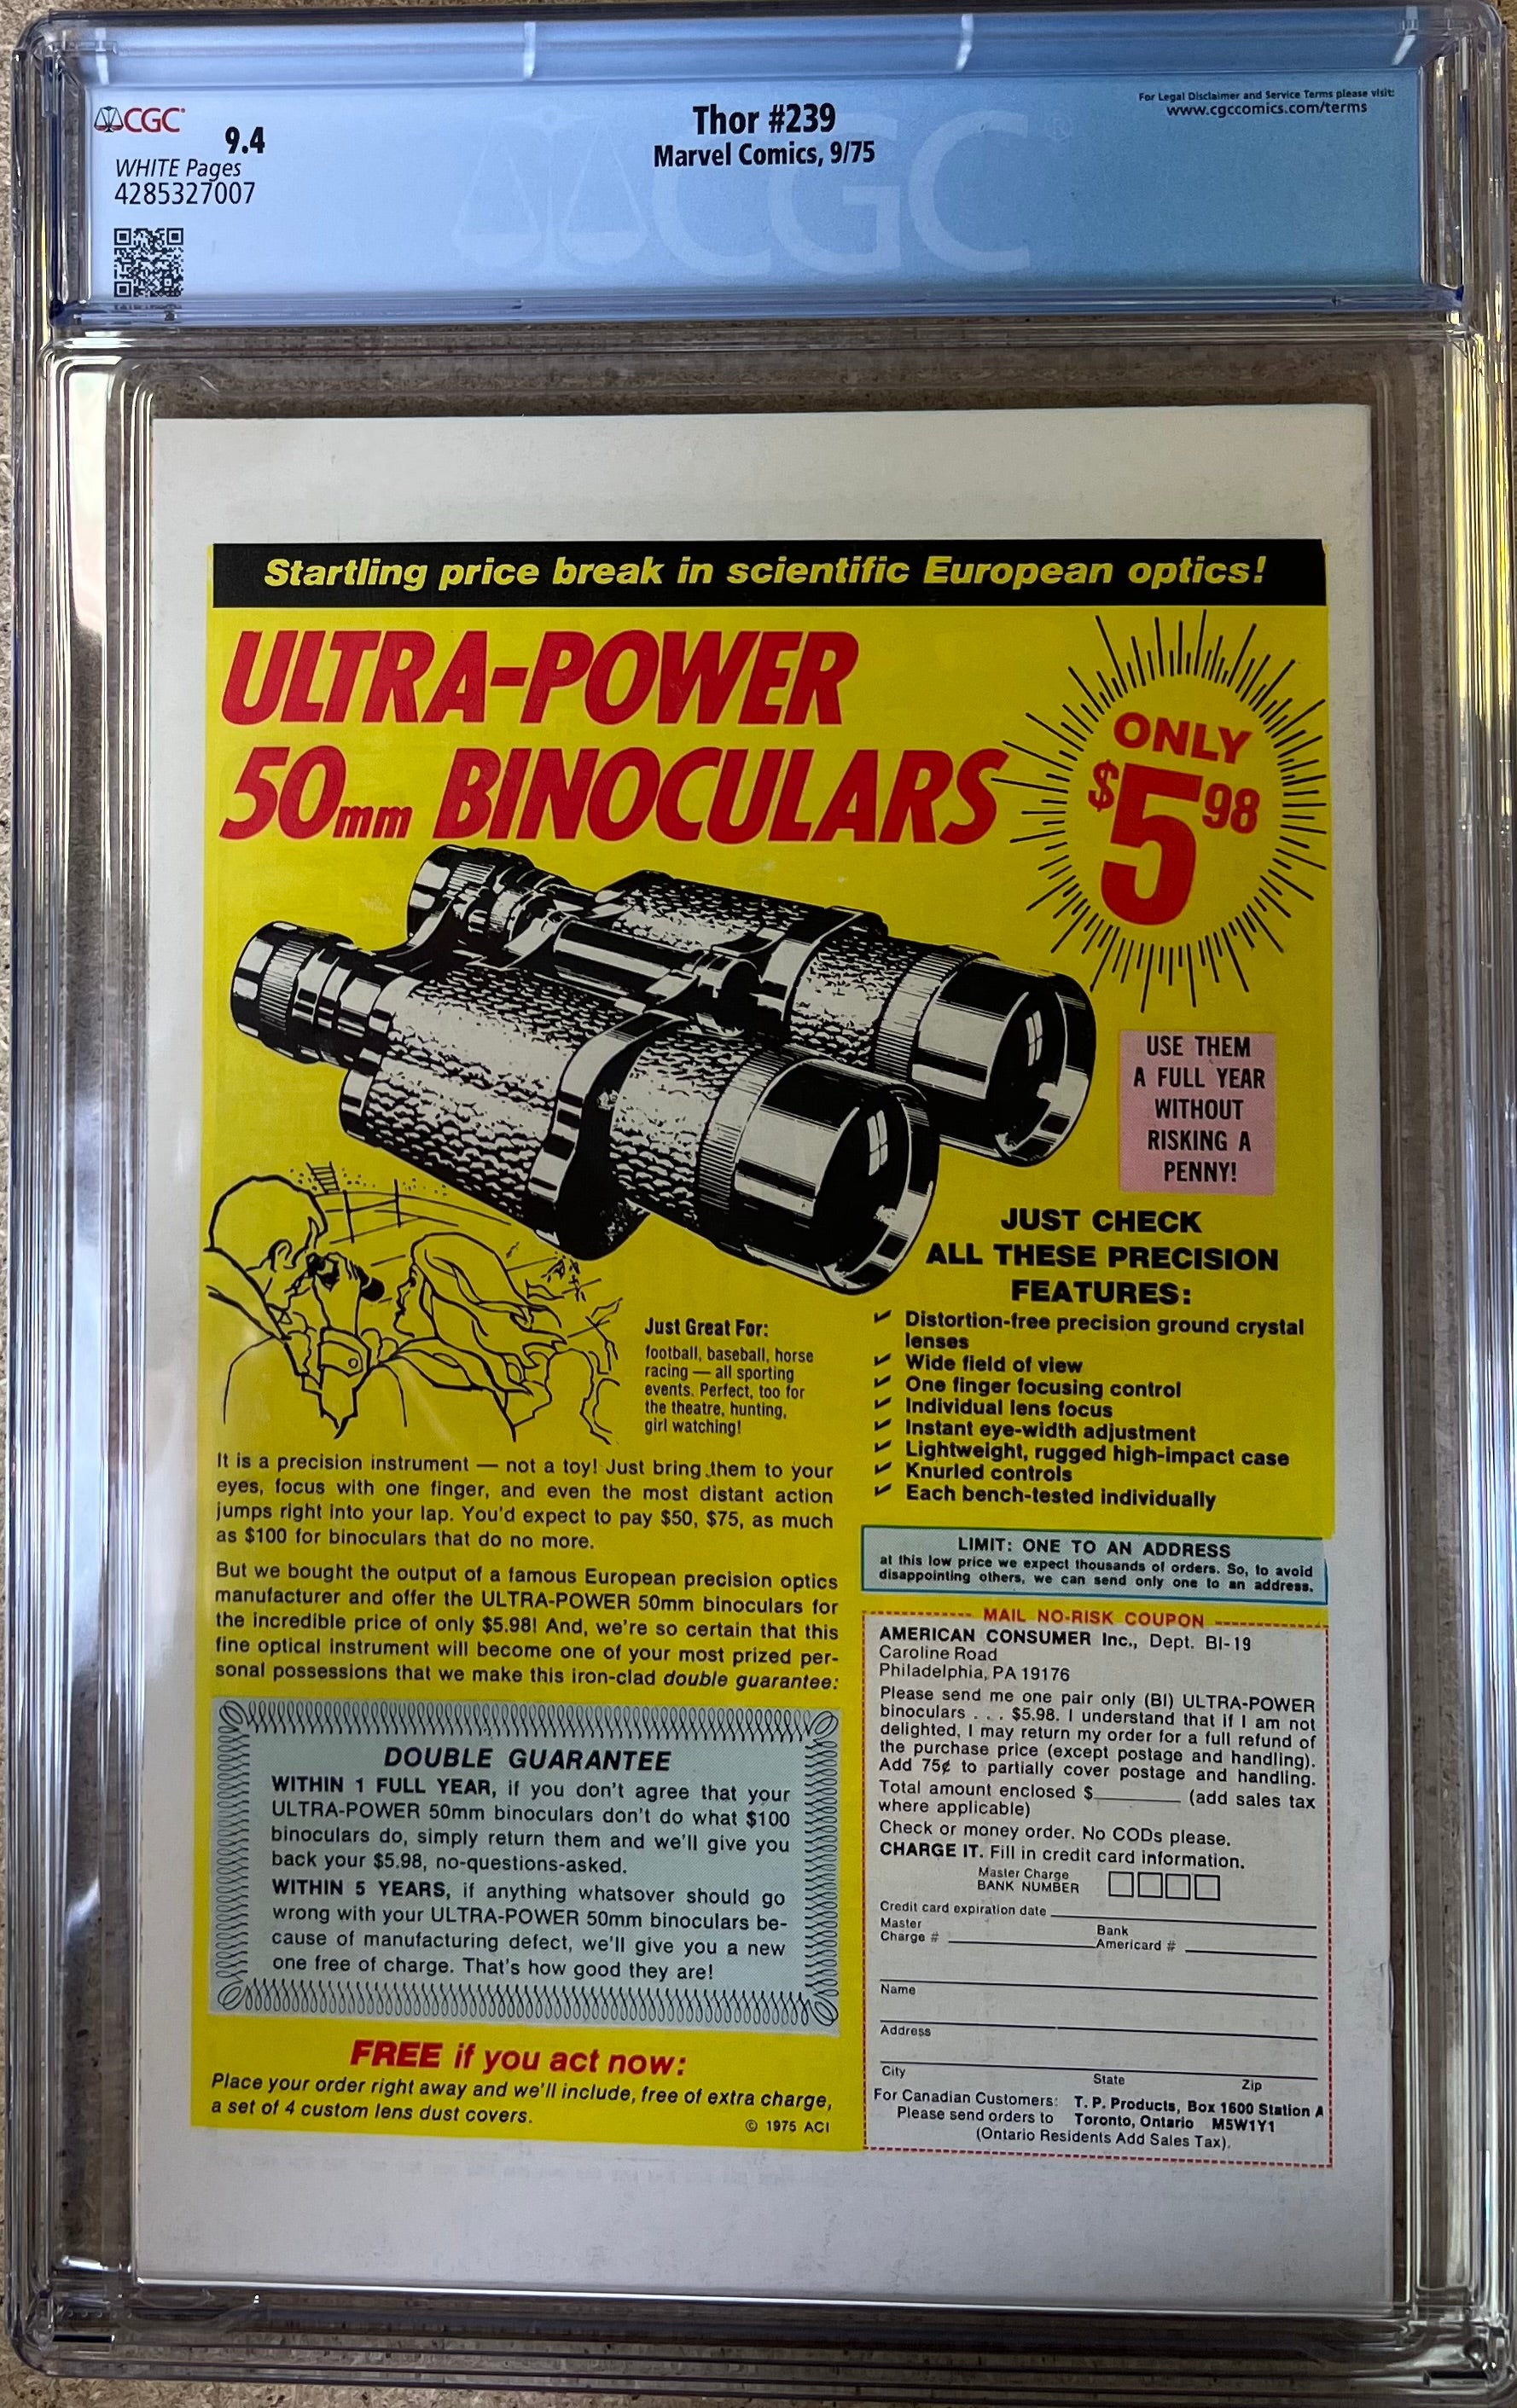 CGC
9.4
WHITE Pages
4285327007
Thor #239
Marvel Comics, 9/75
For Legal Disclaimer and Service Terms please visit:
www.cgccomics.com/terms
CGC
Startling price break in scientific European optics!
ULTRA-POWER
50mm BINOCULARS
ONLY
$5 98
USE THEM
A FULL YEAR
WITHOUT
RISKING A
PENNY!
JUST CHECK
ALL THESE PRECISION
FEATURES:
✔ Distortion-free precision ground crystal
lenses
✔ Wide field of view
✔ One finger focusing control
✔ Individual lens focus
✔ Instant eye-width adjustment
✔ Lightweight, rugged high-impact case
✔ Knurled controls
✔ Each bench-tested individually
Just Great For:
football, baseball, horse
racing — all sporting
events. Perfect, too for
the theatre, hunting,
girl watching!
It is a precision instrument — not a toy! Just bring them to your
eyes, focus with one finger, and even the most distant action
jumps right into your lap. You'd expect to pay $50, $75, as much
as $100 for binoculars that do no more.
But we bought the output of a famous European precision optics
manufacturer and offer the ULTRA-POWER 50mm binoculars for
the incredible price of only $5.98! And, we're so certain that this
fine optical instrument will become one of your most prized per-
sonal possessions that we make this iron-clad double guarantee:
DOUBLE GUARANTEE
WITHIN 1 FULL YEAR, if you don't agree that your
ULTRA-POWER 50mm binoculars don't do what $100
binoculars do, simply return them and we'll give you
back your $5.98, no-questions-asked.
WITHIN 5 YEARS, if anything whatsover should go
wrong with your ULTRA-POWER 50mm binoculars be-
cause of manufacturing defect, we'll give you a new
one free of charge. That's how good they are!
FREE if you act now:
Place your order right away and we'll include, free of extra charge,
a set of 4 custom lens dust covers.
© 1975 ACI
LIMIT: ONE TO AN ADDRESS
at this low price we expect thousands of orders. So, to avoid
disappointing others, we can send only one to an address.
MAIL NO-RISK COUPON
AMERICAN CONSUMER Inc., Dept. BI-19
Caroline Road
Philadelphia, PA 19176
Please send me one pair only (BI) ULTRA-POWER
binoculars . . . $5.98. I understand that if I am not
delighted, I may return my order for a full refund of
the purchase price (except postage and handling).
Add 75¢ to partially cover postage and handling.
Total amount enclosed $________ (add sales tax
where applicable)
Check or money order. No CODs please.
CHARGE IT. Fill in credit card information.
Master Charge
BANK NUMBER
Credit card expiration date
Master
Charge #
Bank
Americard #
Name
Address
City State Zip
For Canadian Customers: T. P. Products, Box 1600 Station A
Please send orders to Toronto, Ontario M5W1Y1
(Ontario Residents Add Sales Tax).